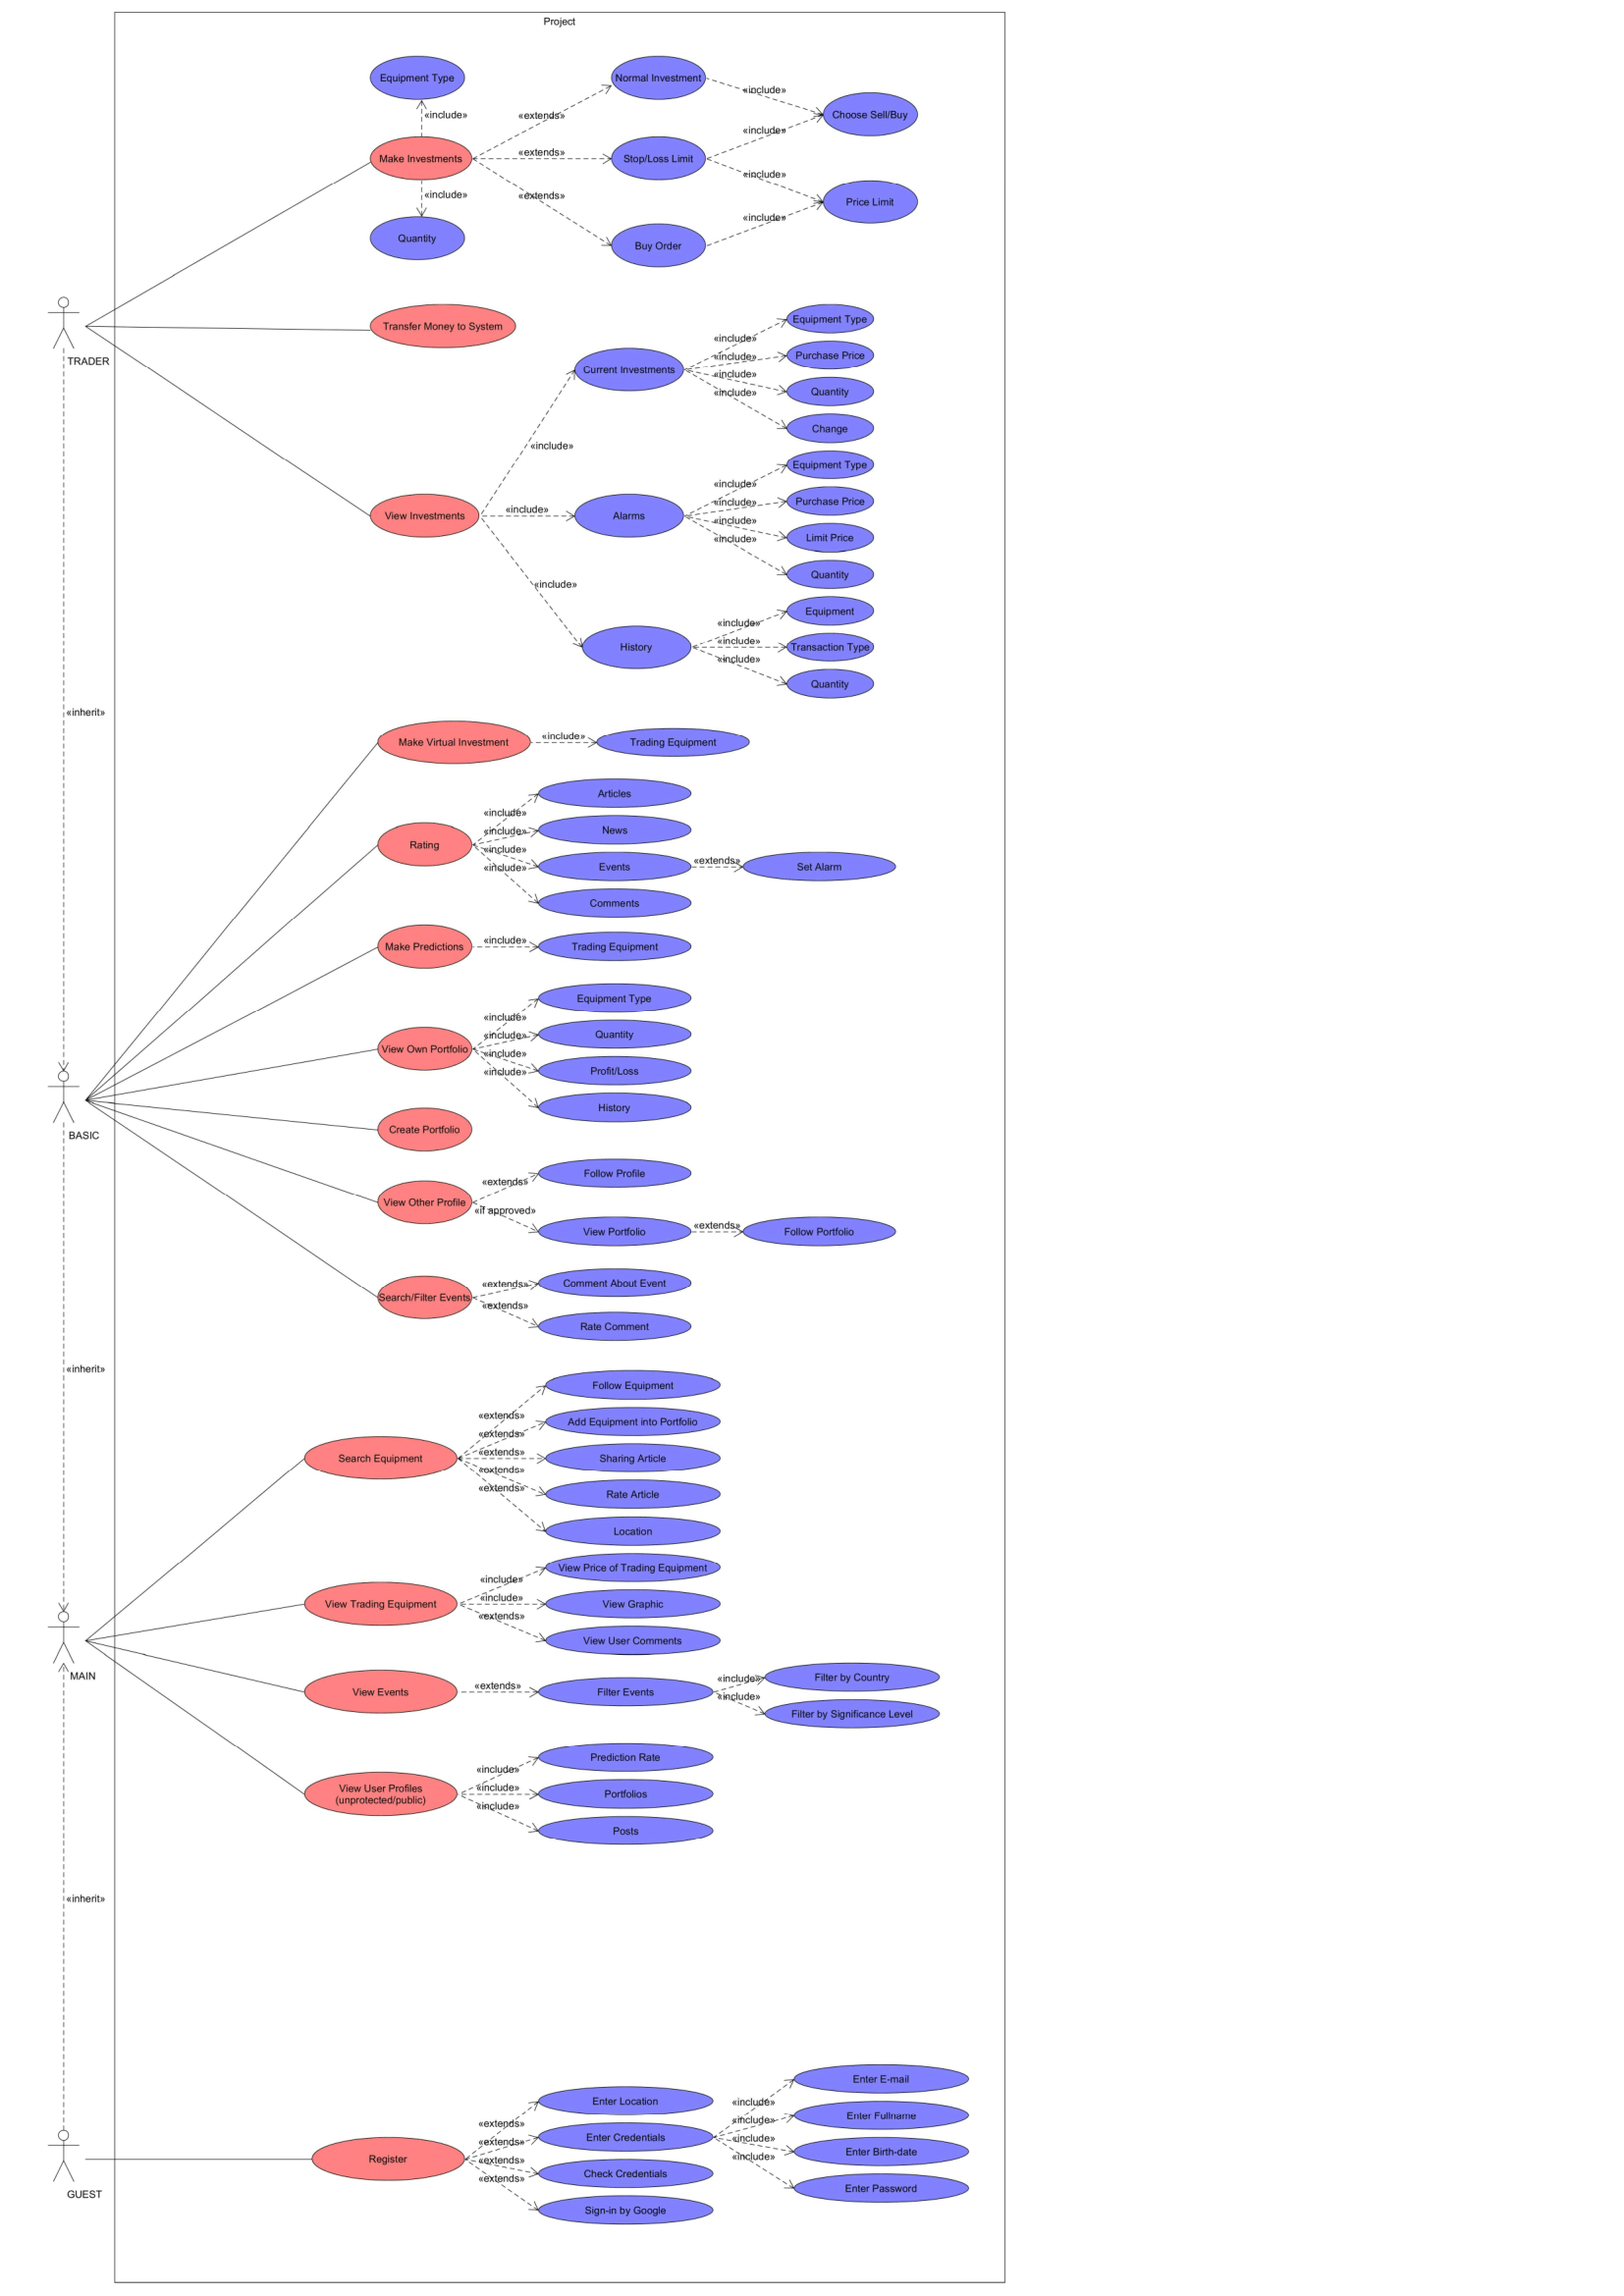 Project
Equipment Type
«include»
Make Investments
«include»
Quantity
«extends»
«extends»
«extends»
Normal Investment
Stop/Loss Limit
Buy Order
«include»
«include»
«include»
«include»
Choose Sell/Buy
Price Limit
TRADER
Transfer Money to System
View Investments
«include»
«include»
«include»
Current Investments
«include»
«include»
«include»
«include»
Equipment Type
Purchase Price
Quantity
Change
Alarms
«include»
«include»
«include»
«include»
Equipment Type
Purchase Price
Limit Price
Quantity
History
«include»
«include»
«include»
Equipment
Transaction Type
Quantity
«inherit»
Make Virtual Investment
«include»
Trading Equipment
Rating
«include»
«include»
«include»
«include»
Articles
News
Events
Comments
«extends»
Set Alarm
Make Predictions
«include»
Trading Equipment
View Own Portfolio
«include»
«include»
«include»
«include»
Equipment Type
Quantity
Profit/Loss
History
BASIC
Create Portfolio
View Other Profile
«extends»
«if approved»
Follow Profile
View Portfolio
«extends»
Follow Portfolio
Search/Filter Events
«extends»
«extends»
Comment About Event
Rate Comment
«inherit»
Search Equipment
«extends»
«extends»
«extends»
«extends»
«extends»
Follow Equipment
Add Equipment into Portfolio
Sharing Article
Rate Article
Location
View Trading Equipment
«include»
«include»
«extends»
View Price of Trading Equipment
View Graphic
View User Comments
MAIN
View Events
«extends»
Filter Events
«include»
«include»
Filter by Country
Filter by Significance Level
View User Profiles
(unprotected/public)
«include»
«include»
«include»
Prediction Rate
Portfolios
Posts
«inherit»
GUEST
Register
«extends»
«extends»
«extends»
«extends»
Enter Location
Enter Credentials
Check Credentials
Sign-in by Google
«include»
«include»
«include»
«include»
Enter E-mail
Enter Fullname
Enter Birth-date
Enter Password